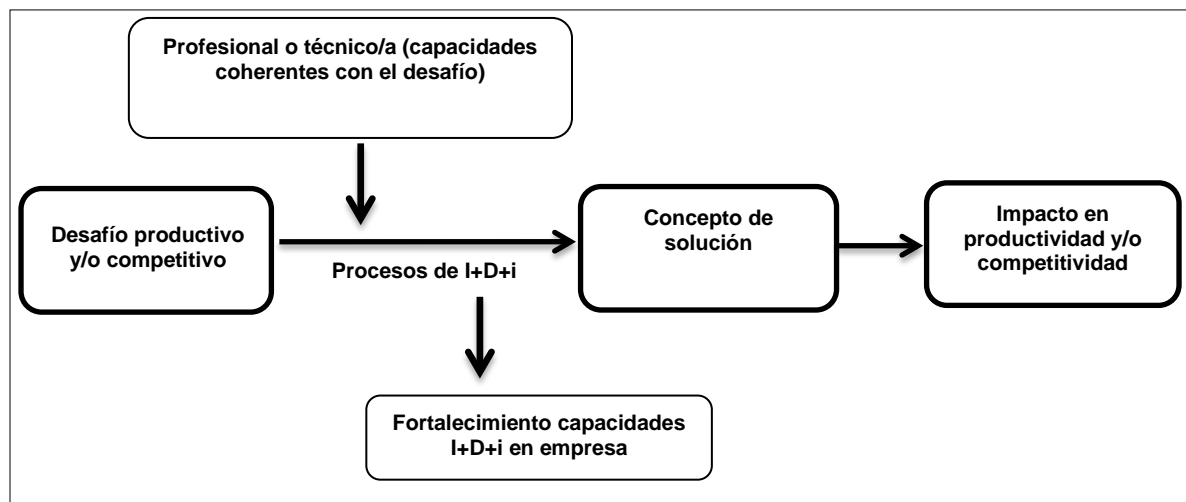 Profesional o técnico/a (capacidades
coherentes con el desafío)
Desafío productivo
y/o competitivo
Procesos de I+D+i
Concepto de
solución
Impacto en
productividad y/o
competitividad
Fortalecimiento capacidades
I+D+i en empresa